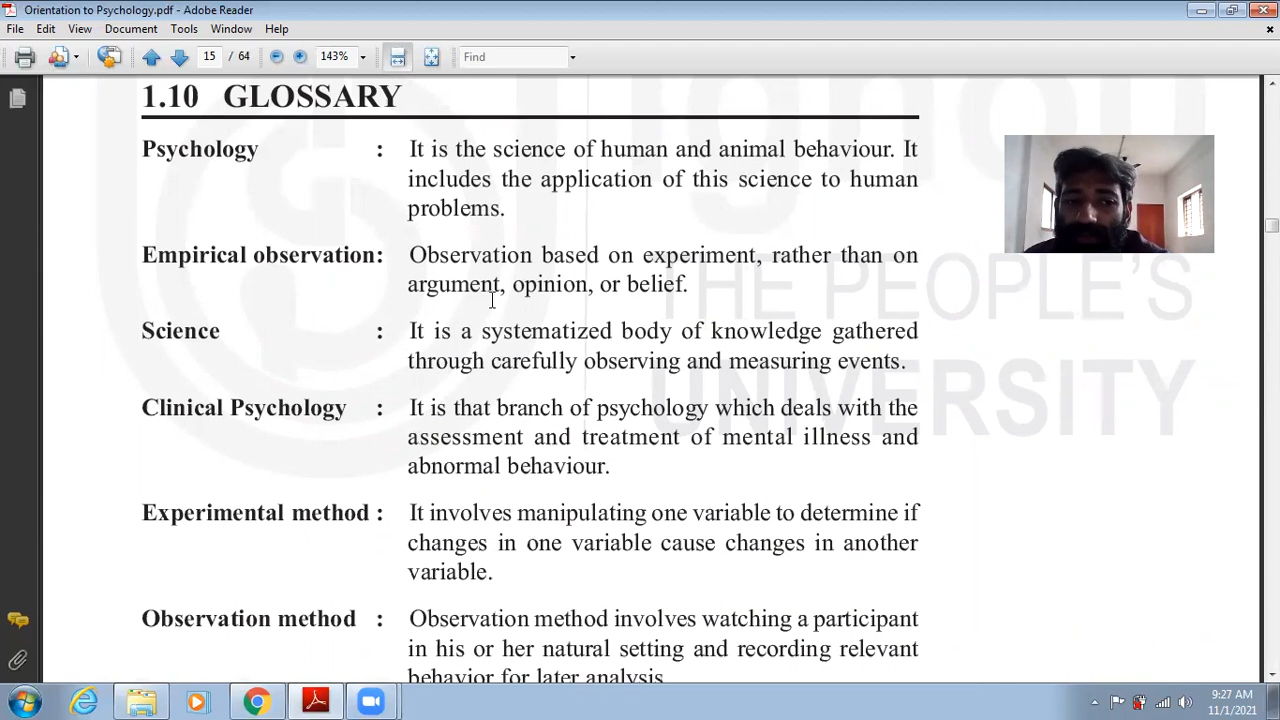 Orientation to Psychology.pdf - Adobe Reader
File Edit View Document Tools Window Help
15 / 64 143% Find
1.10 GLOSSARY
Psychology : It is the science of human and animal behaviour. It
includes the application of this science to human
problems.
Empirical observation: Observation based on experiment, rather than on
argument, opinion, or belief.
Science : It is a systematized body of knowledge gathered
through carefully observing and measuring events.
Clinical Psychology : It is that branch of psychology which deals with the
assessment and treatment of mental illness and
abnormal behaviour.
Experimental method : It involves manipulating one variable to determine if
changes in one variable cause changes in another
variable.
Observation method : Observation method involves watching a participant
in his or her natural setting and recording relevant
behavior for later analysis.
THE PEOPLE'S
UNIVERSITY
9:27 AM
11/1/2021